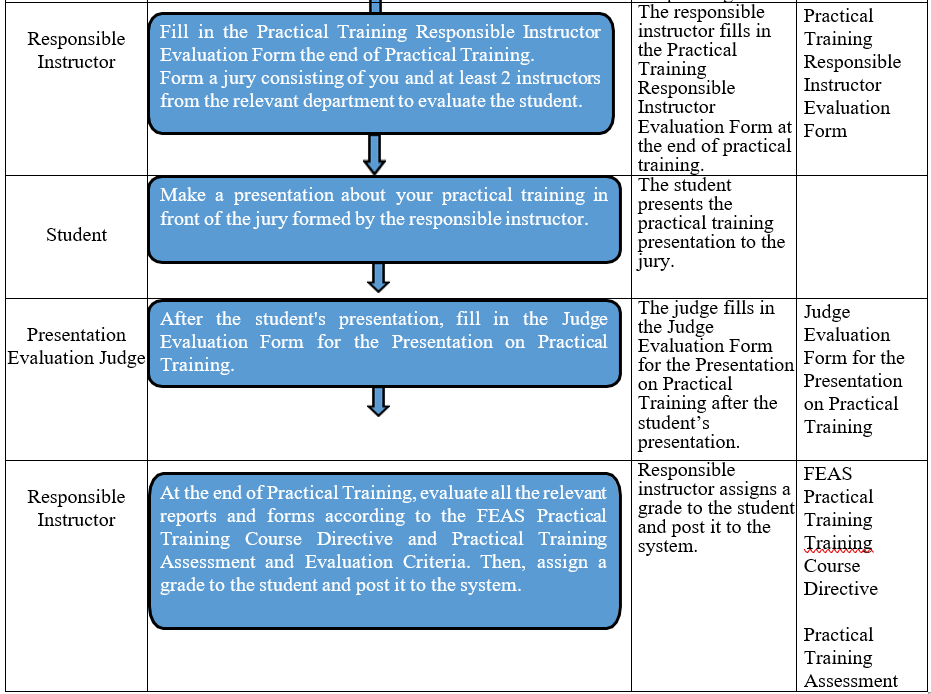 Responsible
Instructor
Fill in the Practical Training Responsible Instructor
Evaluation Form the end of Practical Training.
Form a jury consisting of you and at least 2 instructors
from the relevant department to evaluate the student.
The responsible
instructor fills in
the Practical
Training
Responsible
Instructor
Evaluation Form at
the end of practical
training.
Practical
Training
Responsible
Instructor
Evaluation
Form
Student
Make a presentation about your practical training in
front of the jury formed by the responsible instructor.
The student
presents the
practical training
presentation to the
jury.
Presentation
Evaluation Judge
After the student's presentation, fill in the Judge
Evaluation Form for the Presentation on Practical
Training.
The judge fills in
the Judge
Evaluation Form
for the Presentation
on Practical
Training after the
student’s
presentation.
Judge
Evaluation
Form for the
Presentation
on Practical
Training
Responsible
Instructor
At the end of Practical Training, evaluate all the relevant
reports and forms according to the FEAS Practical
Training Course Directive and Practical Training
Assessment and Evaluation Criteria. Then, assign a
grade to the student and post it to the system.
Responsible
instructor assigns a
grade to the student
and post it to the
system.
FEAS
Practical
Training
Training
Course
Directive
Practical
Training
Assessment